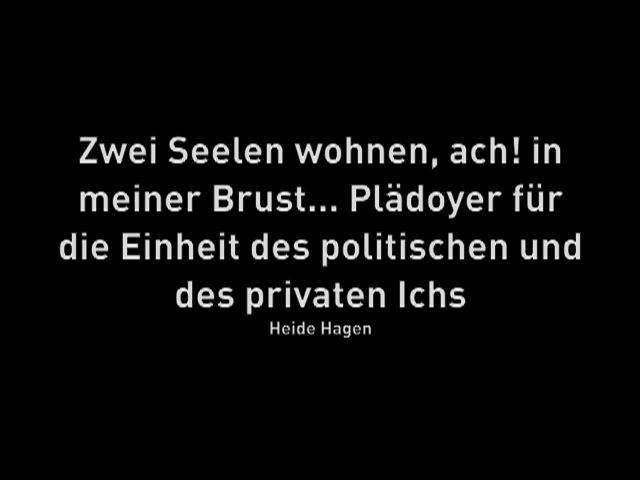 Zwei Seelen wohnen, ach! in
meiner Brust... Plädoyer für
die Einheit des politischen und
des privaten Ichs
Heide Hagen